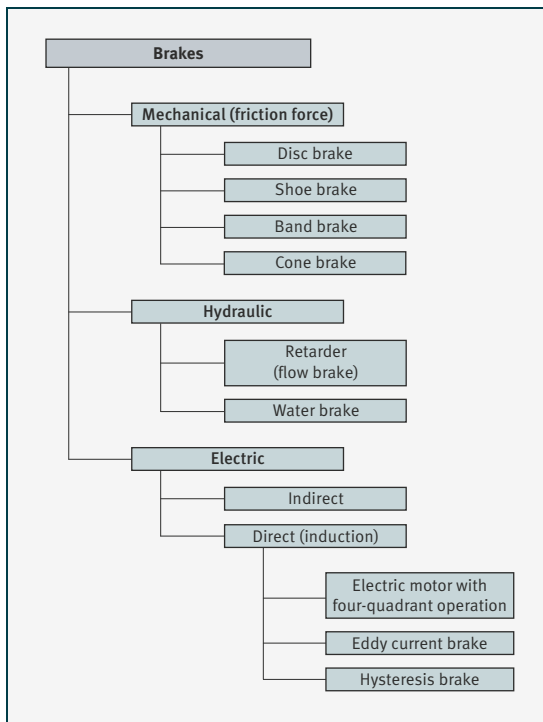 Brakes
Mechanical (friction force)
Disc brake
Shoe brake
Band brake
Cone brake
Hydraulic
Retarder
(flow brake)
Water brake
Electric
Indirect
Direct (induction)
Electric motor with
four-quadrant operation
Eddy current brake
Hysteresis brake